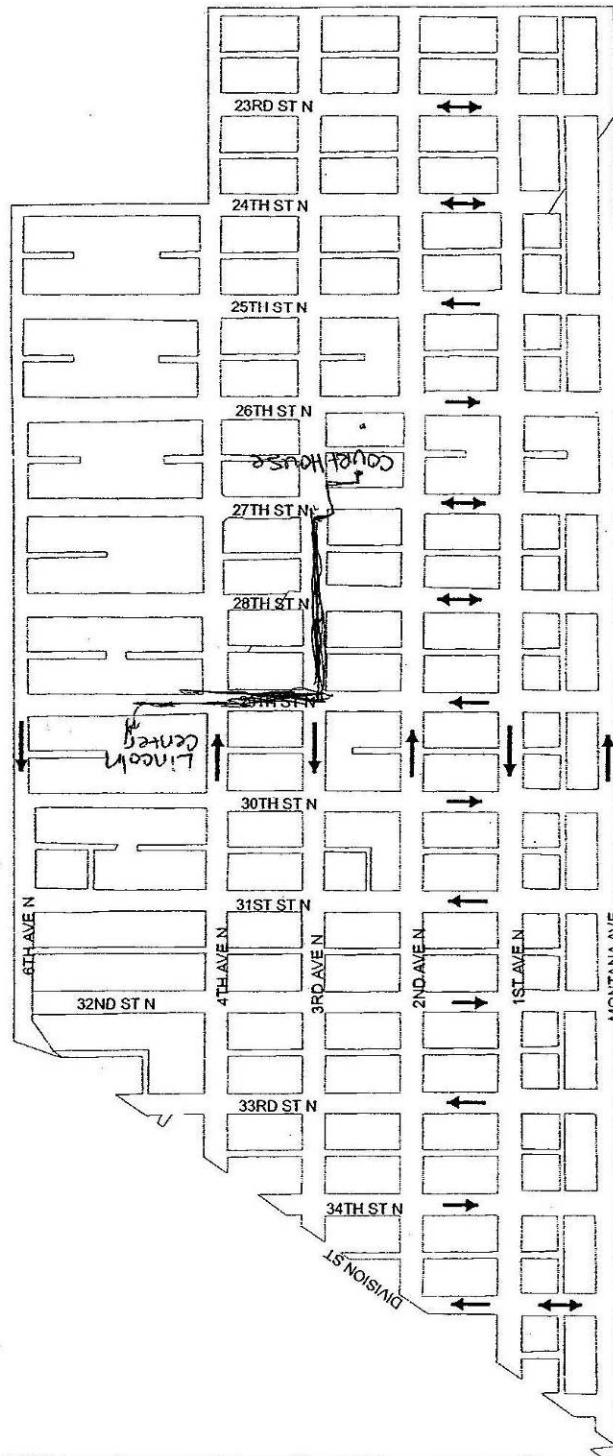 23RD ST N
24TH ST N
25TH ST N
26TH ST N
CourtHouse
27TH ST N
28TH ST N
29TH ST N
Lincoln
Center
30TH ST N
31ST ST N
6TH AVE N
4TH AVE N
3RD AVE N
2ND AVE N
1ST AVE N
MONTANA AVE
32ND ST N
33RD ST N
34TH ST N
DIVISION ST